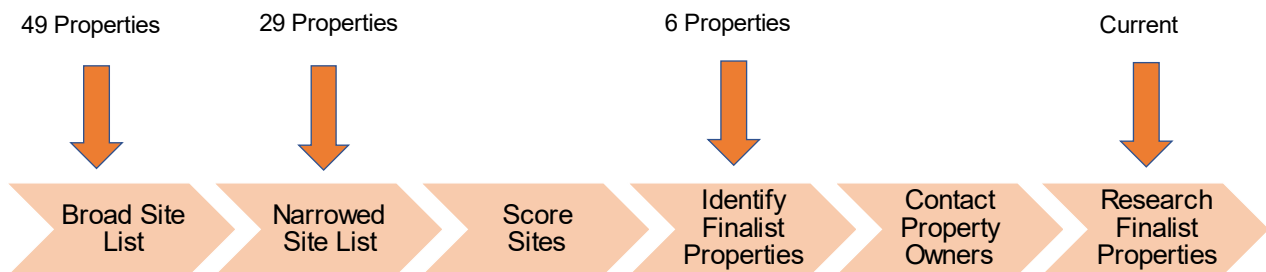 49 Properties
29 Properties
6 Properties
Current
Broad Site
List
Narrowed
Site List
Score
Sites
Identify
Finalist
Properties
Contact
Property
Owners
Research
Finalist
Properties